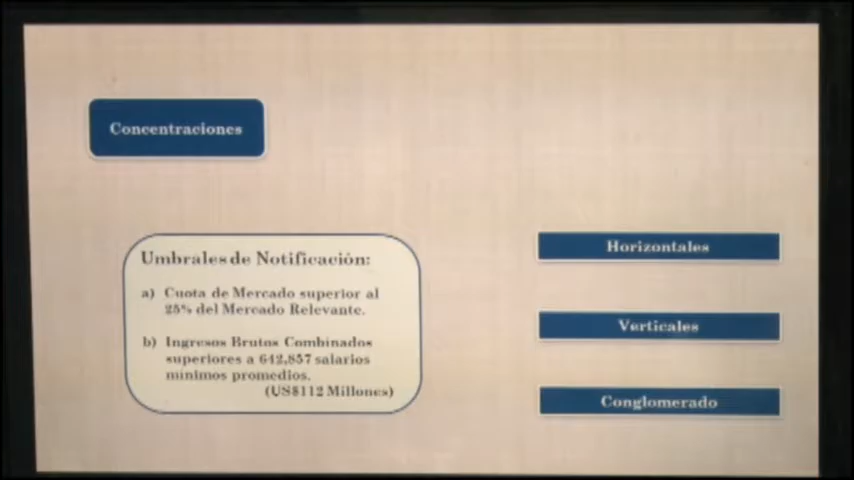 Concentraciones
Umbrales de Notificación:
a) Cuota de Mercado superior al
25% del Mercado Relevante.
b) Ingresos Brutos Combinados
superiores a 642,857 salarios
mínimos promedios.
(US$112 Millones)
Horizontales
Verticales
Conglomerado